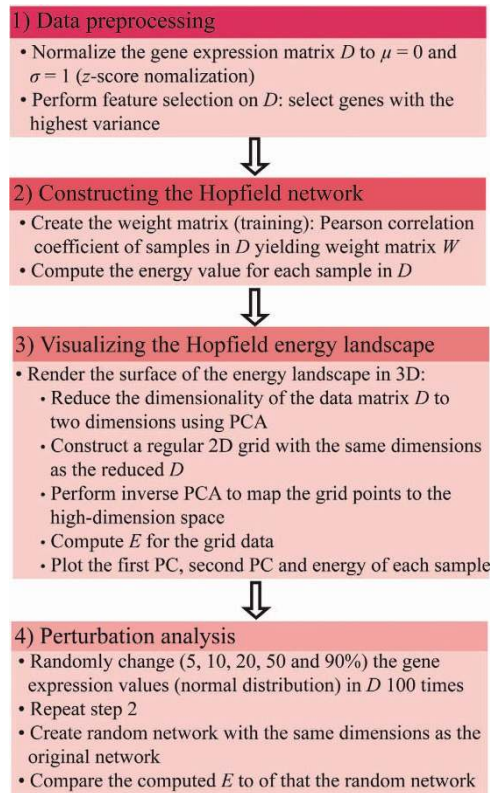 1) Data preprocessing
• Normalize the gene expression matrix D to μ = 0 and
σ = 1 (z-score nomalization)
• Perform feature selection on D: select genes with the
highest variance
2) Constructing the Hopfield network
• Create the weight matrix (training): Pearson correlation
coefficient of samples in D yielding weight matrix W
• Compute the energy value for each sample in D
3) Visualizing the Hopfield energy landscape
• Render the surface of the energy landscape in 3D:
• Reduce the dimensionality of the data matrix D to
two dimensions using PCA
• Construct a regular 2D grid with the same dimensions
as the reduced D
• Perform inverse PCA to map the grid points to the
high-dimension space
• Compute E for the grid data
• Plot the first PC, second PC and energy of each sample
4) Perturbation analysis
• Randomly change (5, 10, 20, 50 and 90%) the gene
expression values (normal distribution) in D 100 times
• Repeat step 2
• Create random network with the same dimensions as the
original network
• Compare the computed E to of that the random network